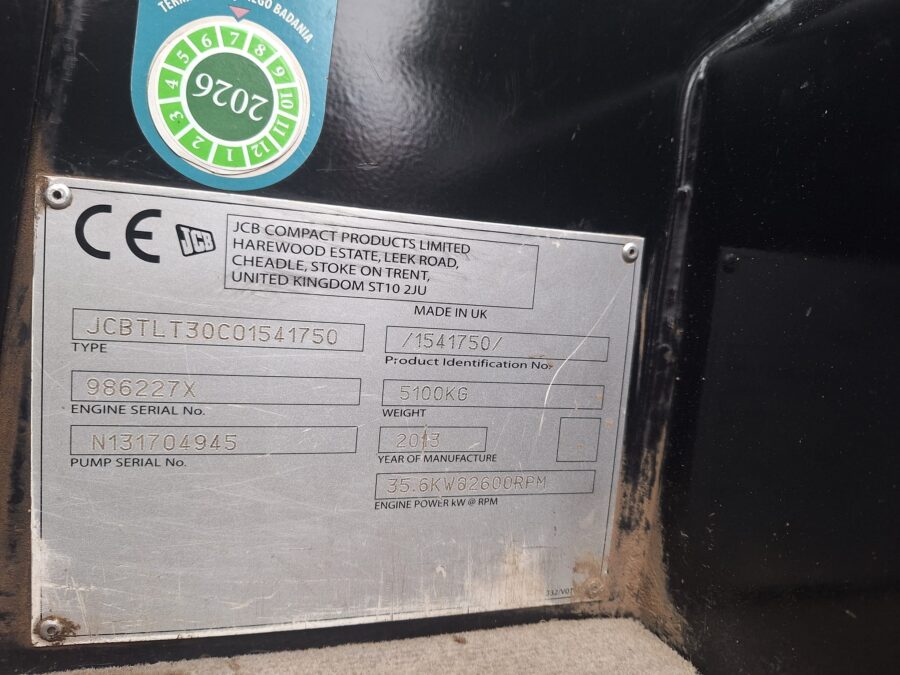 BADANIA
1 2 3 4 5 6 7 8 9 10 11 12
2026
CE JCB
JCB COMPACT PRODUCTS LIMITED
HAREWOOD ESTATE, LEEK ROAD,
CHEADLE, STOKE ON TRENT,
UNITED KINGDOM ST10 2JU
MADE IN UK
JCBTLT30C01541750
TYPE
/1541750/
Product Identification No.
986227X
ENGINE SERIAL No.
5100KG
WEIGHT
N131704945
PUMP SERIAL No.
2013
YEAR OF MANUFACTURE
35.6KW@2600RPM
ENGINE POWER kW @ RPM